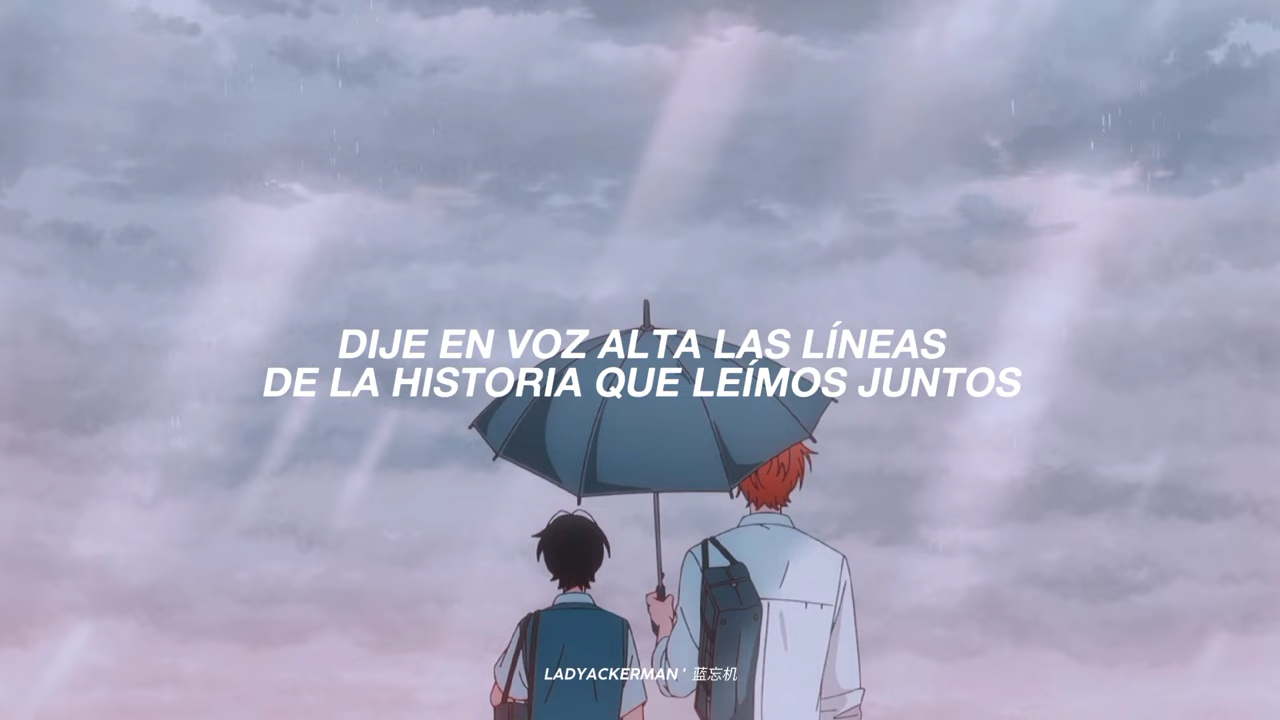 DIJE EN VOZ ALTA LAS LÍNEAS
DE LA HISTORIA QUE LEÍMOS JUNTOS
LADYACKERMAN ' 蓝忘机